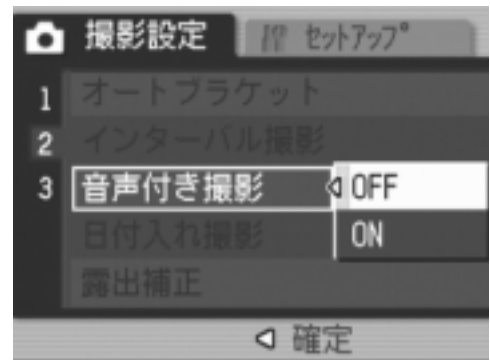 撮影設定 セットアップ
1 オートブラケット
2 インターバル撮影
3 音声付き撮影 OFF
日付入れ撮影 ON
露出補正
確定